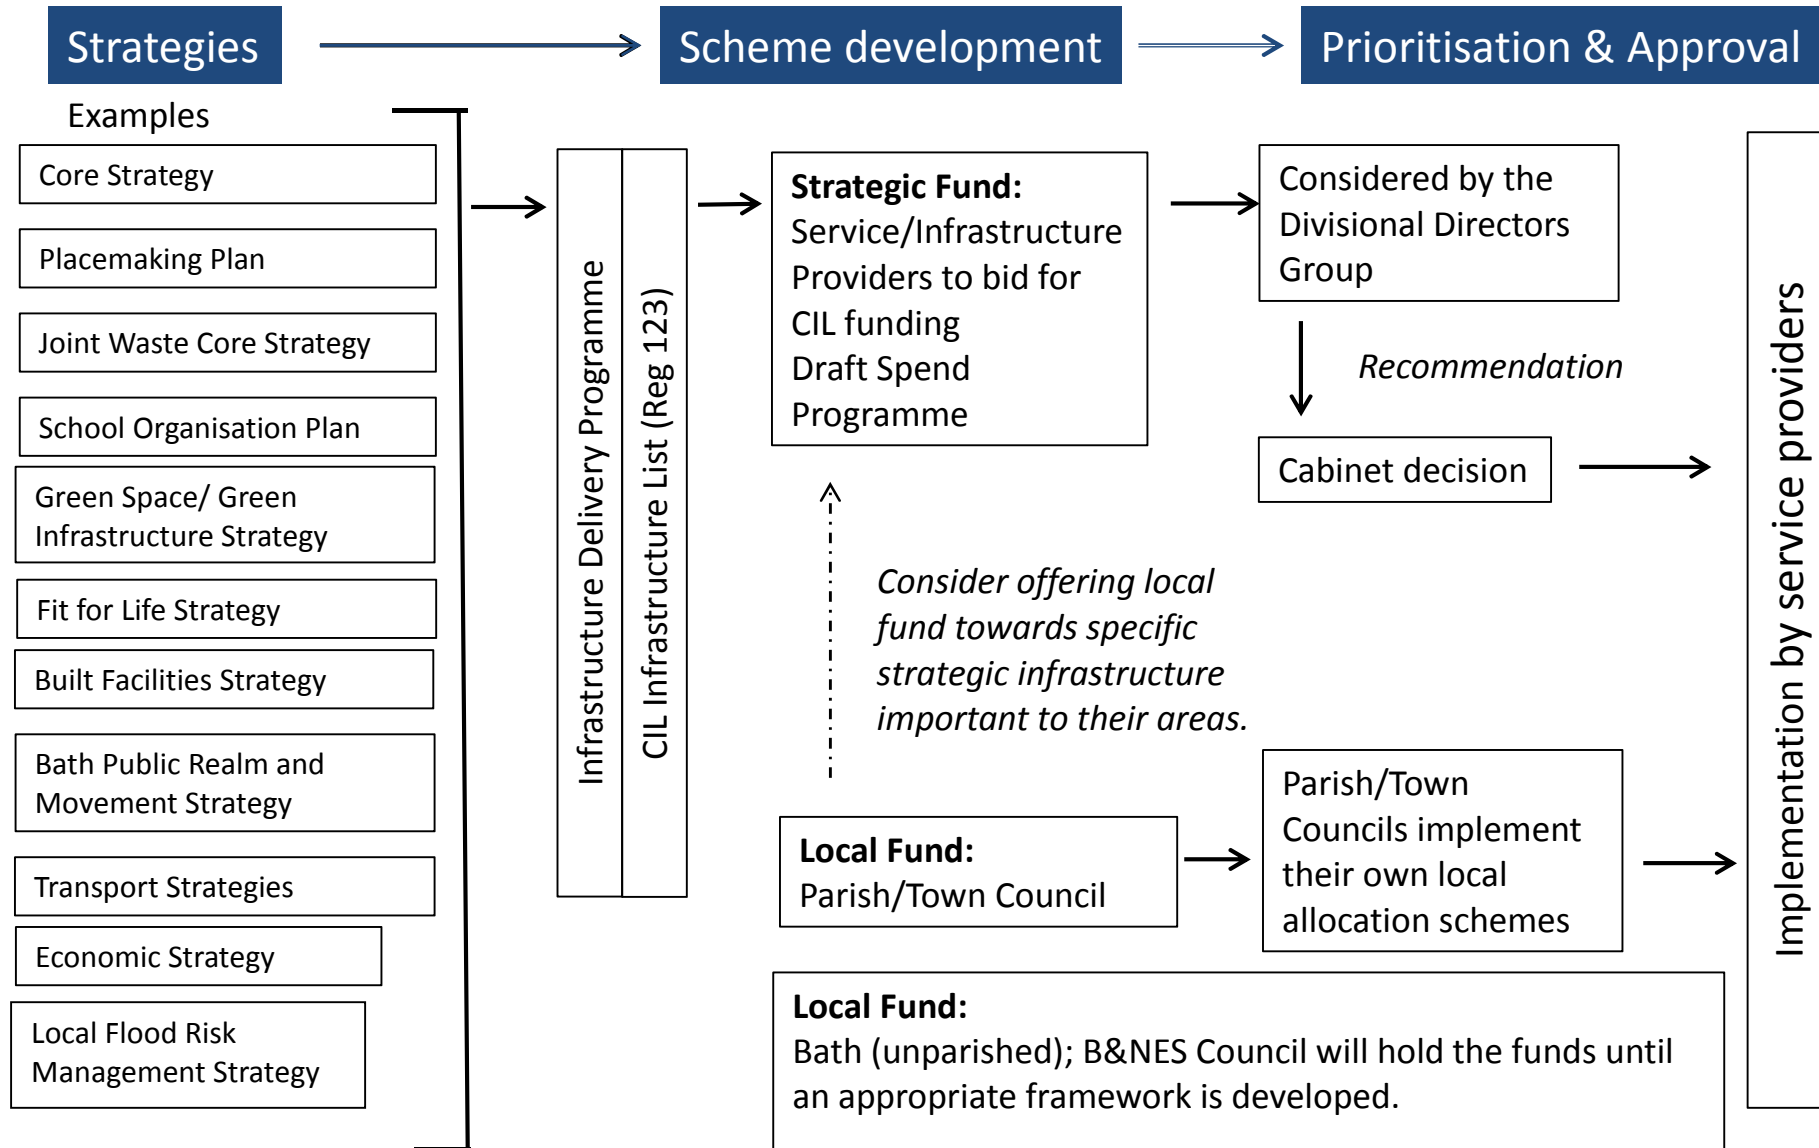 Strategies
Scheme development
Prioritisation & Approval
Examples
Core Strategy
Placemaking Plan
Joint Waste Core Strategy
School Organisation Plan
Green Space/ Green
Infrastructure Strategy
Fit for Life Strategy
Built Facilities Strategy
Bath Public Realm and
Movement Strategy
Transport Strategies
Economic Strategy
Local Flood Risk
Management Strategy
Infrastructure Delivery Programme
CIL Infrastructure List (Reg 123)
Strategic Fund:
Service/Infrastructure
Providers to bid for
CIL funding
Draft Spend
Programme
Considered by the
Divisional Directors
Group
Recommendation
Cabinet decision
Consider offering local
fund towards specific
strategic infrastructure
important to their areas.
Local Fund:
Parish/Town Council
Parish/Town
Councils implement
their own local
allocation schemes
Local Fund:
Bath (unparished); B&NES Council will hold the funds until
an appropriate framework is developed.
Implementation by service providers